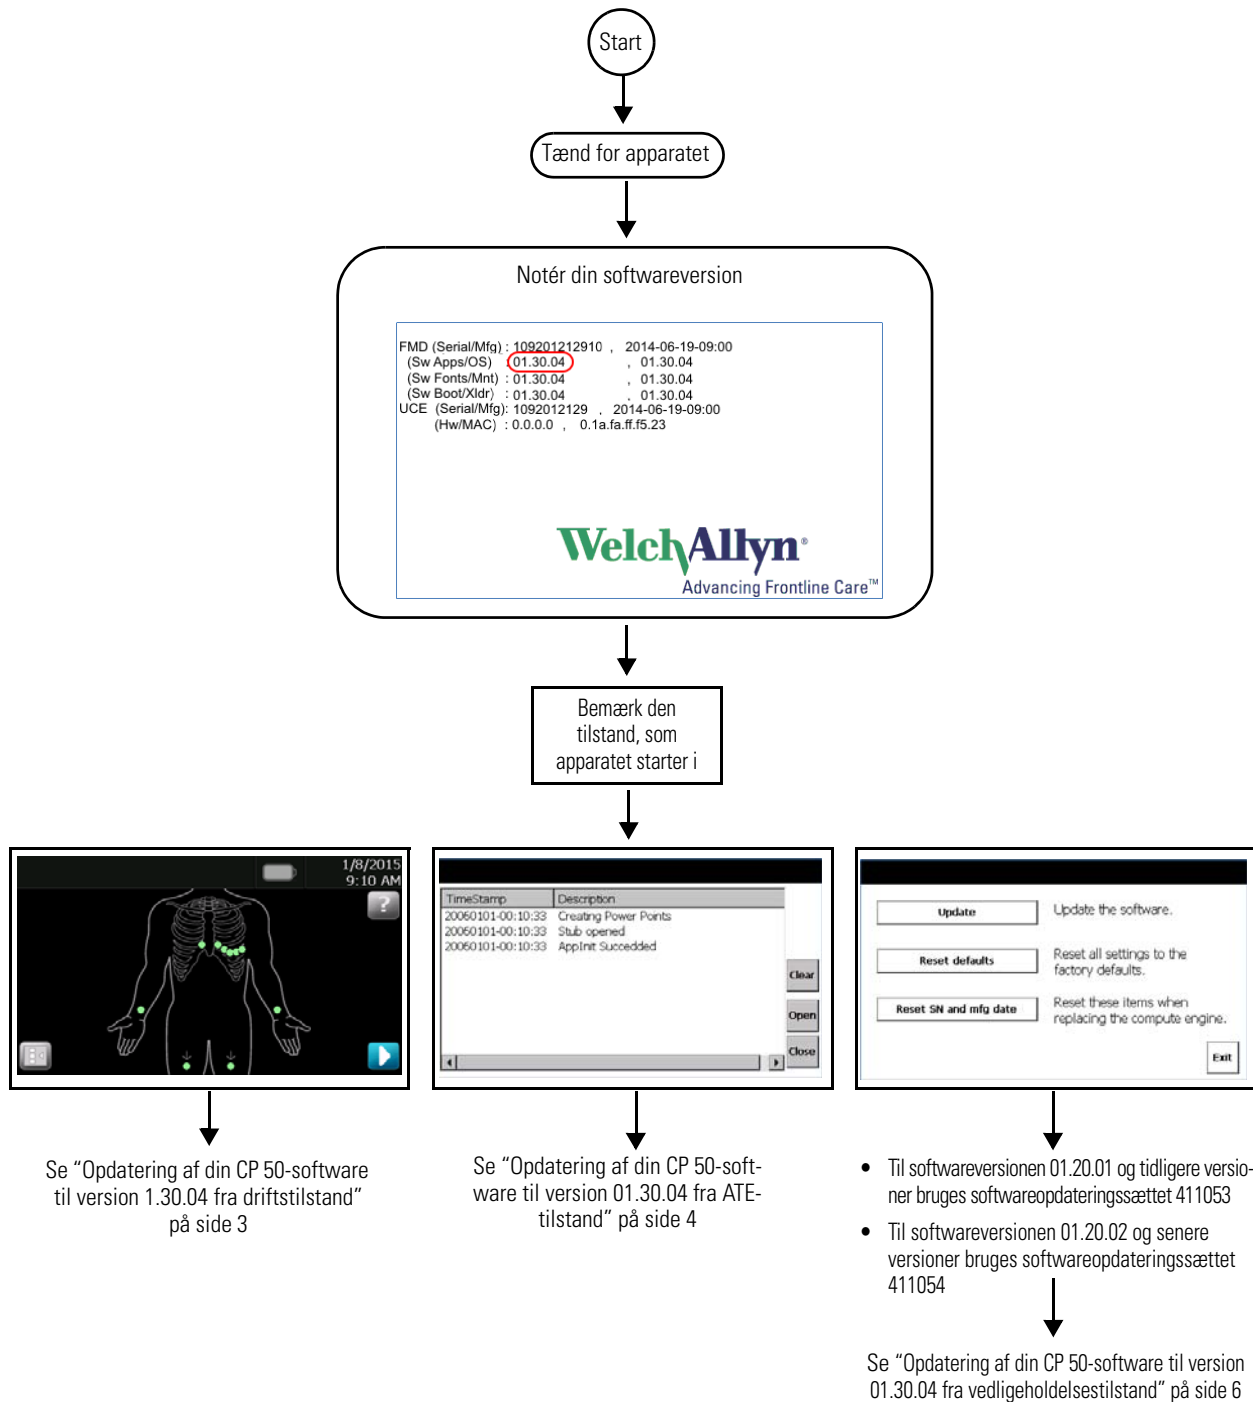 Start
Tænd for apparatet
Notér din softwareversion
FMD (Serial/Mfg) : 109201212910 , 2014-06-19-09:00
(Sw Apps/OS) : 01.30.04 , 01.30.04
(Sw Fonts/Mnt) : 01.30.04 , 01.30.04
(Sw Boot/Xldr) : 01.30.04 . 01.30.04
UCE (Serial/Mfg): 1092012129 , 2014-06-19-09:00
(Hw/MAC) : 0.0.0.0 , 0.1a.fa.ff.f5.23
WelchAllyn®
Advancing Frontline Care™
Bemærk den
tilstand, som
apparatet starter i
1/8/2015
9:10 AM
?
TimeStamp Description
20060101-00:10:33 Creating Power Points
20060101-00:10:33 Stub opened
20060101-00:10:33 AppInit Succedded
Clear
Open
Close
Update Update the software.
Reset defaults Reset all settings to the
factory defaults.
Reset SN and mfg date Reset these items when
replacing the compute engine.
Exit
Se "Opdatering af din CP 50-software
til version 1.30.04 fra driftstilstand"
på side 3
Se "Opdatering af din CP 50-soft-
ware til version 01.30.04 fra ATE-
tilstand" på side 4
• Til softwareversionen 01.20.01 og tidligere versio-
ner bruges softwareopdateringssættet 411053
• Til softwareversionen 01.20.02 og senere
versioner bruges softwareopdateringssættet
411054
Se "Opdatering af din CP 50-software til version
01.30.04 fra vedligeholdelsestilstand" på side 6